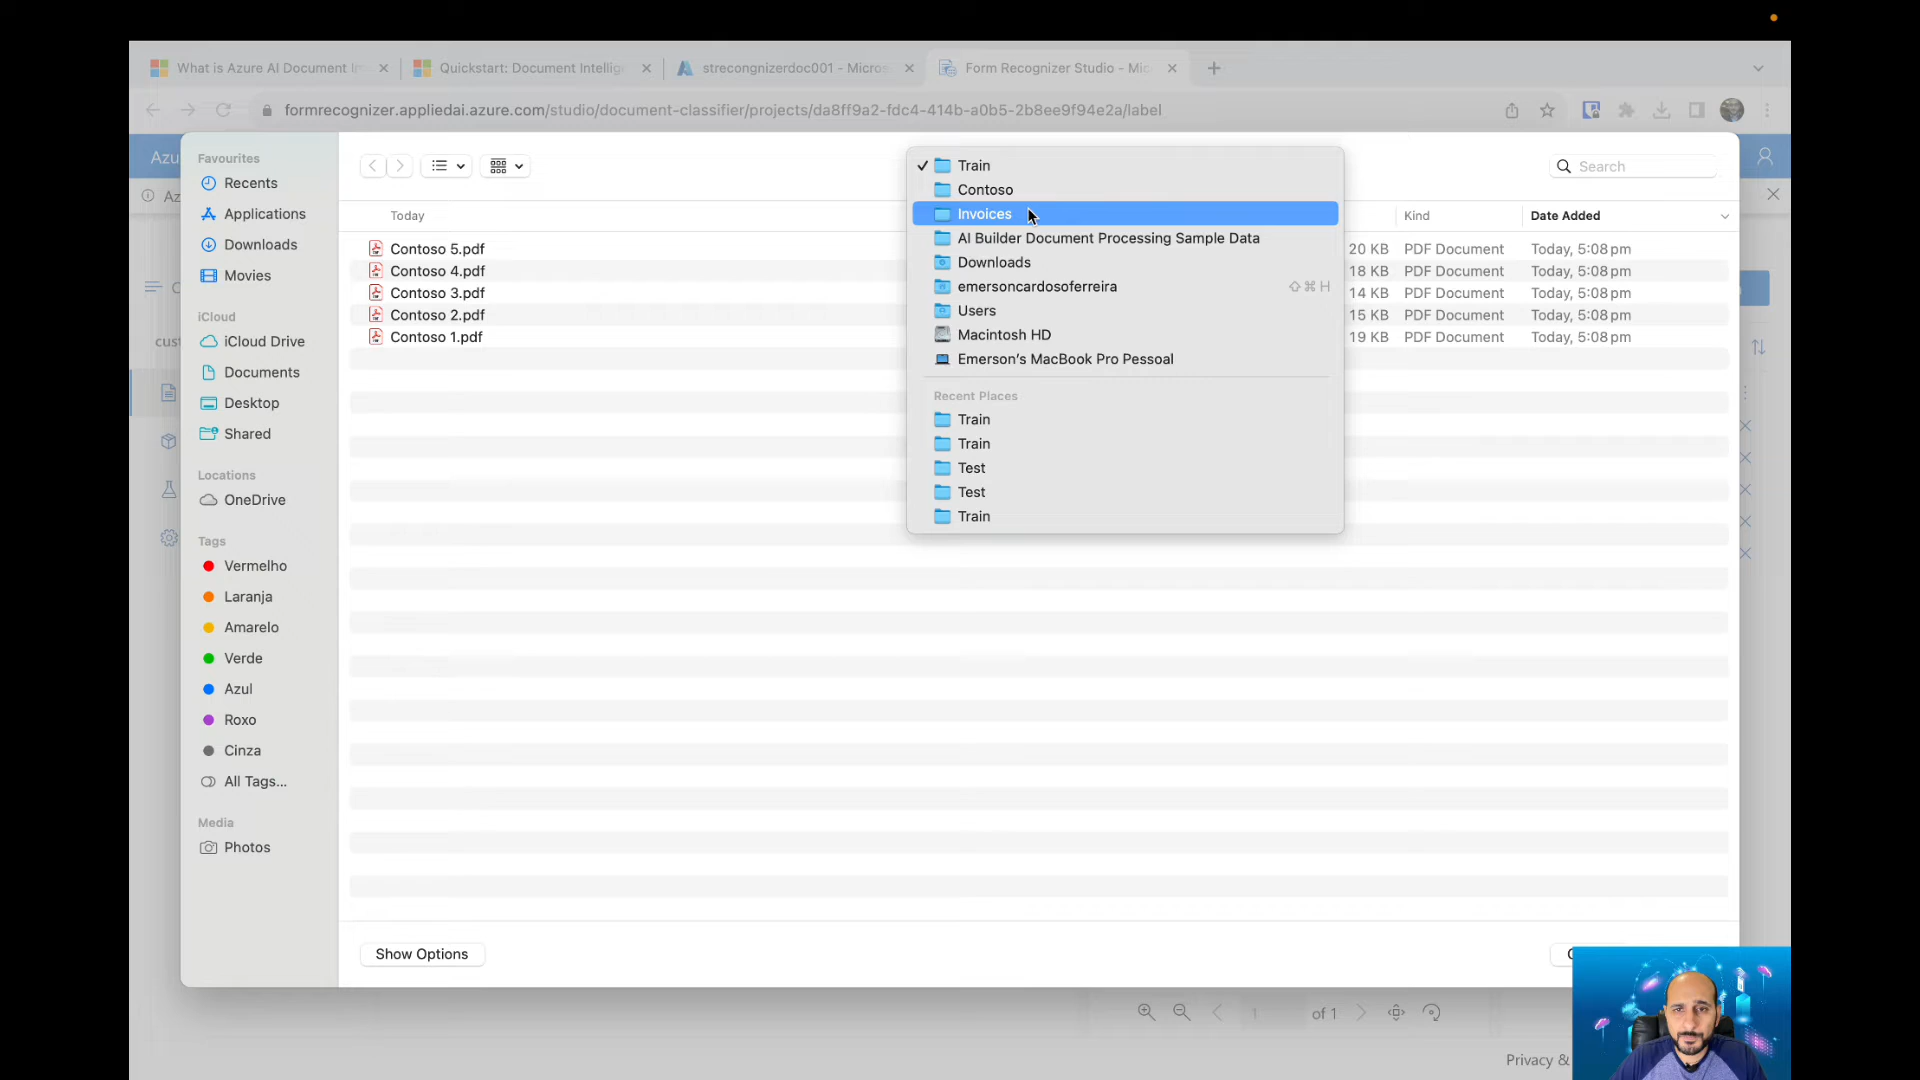 What is Azure AI Document In
Quickstart: Document Intellig
strecongnizerdoc001 - Micros
Form Recognizer Studio - Mic
formrecognizer.appliedai.azure.com/studio/document-classifier/projects/da8ff9a2-fdc4-414b-a0b5-2b8ee9f94e2a/label
Azu
Az
cust
Favourites
Recents
Applications
Downloads
Movies
iCloud
iCloud Drive
Documents
Desktop
Shared
Locations
OneDrive
Tags
Vermelho
Laranja
Amarelo
Verde
Azul
Roxo
Cinza
All Tags...
Media
Photos
Search
Today
Kind
Date Added
Contoso 5.pdf
20 KB
PDF Document
Today, 5:08 pm
Contoso 4.pdf
18 KB
PDF Document
Today, 5:08 pm
Contoso 3.pdf
14 KB
PDF Document
Today, 5:08 pm
Contoso 2.pdf
15 KB
PDF Document
Today, 5:08 pm
Contoso 1.pdf
19 KB
PDF Document
Today, 5:08 pm
Train
Contoso
Invoices
AI Builder Document Processing Sample Data
Downloads
emersoncardosoferreira ⇧⌘H
Users
Macintosh HD
Emerson's MacBook Pro Pessoal
Recent Places
Train
Train
Test
Test
Train
Show Options
1 of 1
Privacy &